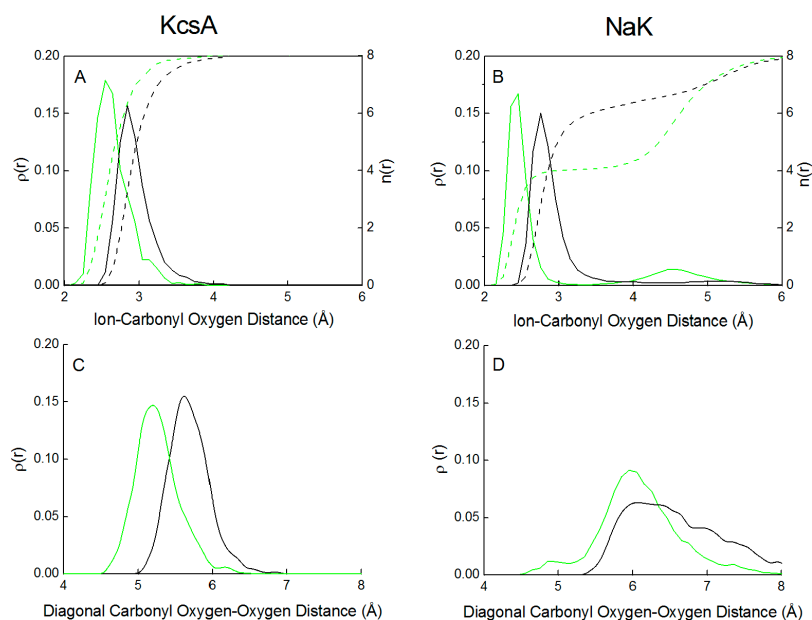 KcsA
NaK
A
0.20
0.15
0.10
0.05
0.00
ρ(r)
8
6
4
2
0
n(r)
2 3 4 5 6
Ion-Carbonyl Oxygen Distance (Å)
B
0.20
0.15
0.10
0.05
0.00
ρ(r)
8
6
4
2
0
n(r)
2 3 4 5 6
Ion-Carbonyl Oxygen Distance (Å)
C
0.20
0.15
0.10
0.05
0.00
ρ(r)
4 5 6 7 8
Diagonal Carbonyl Oxygen-Oxygen Distance (Å)
D
0.20
0.15
0.10
0.05
0.00
ρ (r)
4 5 6 7 8
Diagonal Carbonyl Oxygen-Oxygen Distance (Å)